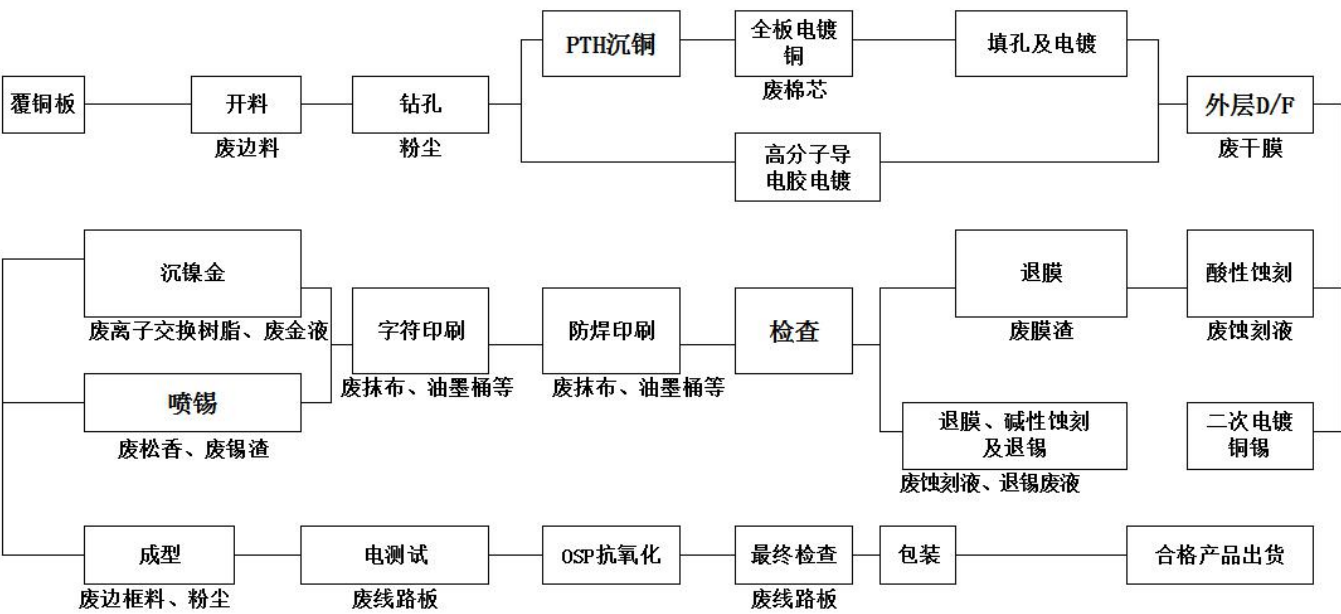 PTH沉铜
全板电镀
铜
填孔及电镀
废棉芯
覆铜板
开料
钻孔
外层D/F
废边料
粉尘
废干膜
高分子导
电胶电镀
沉镍金
退膜
酸性蚀刻
废离子交换树脂、废金液
字符印刷
防焊印刷
检查
废膜渣
废蚀刻液
废抹布、油墨桶等
废抹布、油墨桶等
喷锡
废松香、废锡渣
退膜、碱性蚀刻
及退锡
二次电镀
铜锡
废蚀刻液、退锡废液
成型
电测试
OSP抗氧化
最终检查
包装
合格产品出货
废边框料、粉尘
废线路板
废线路板